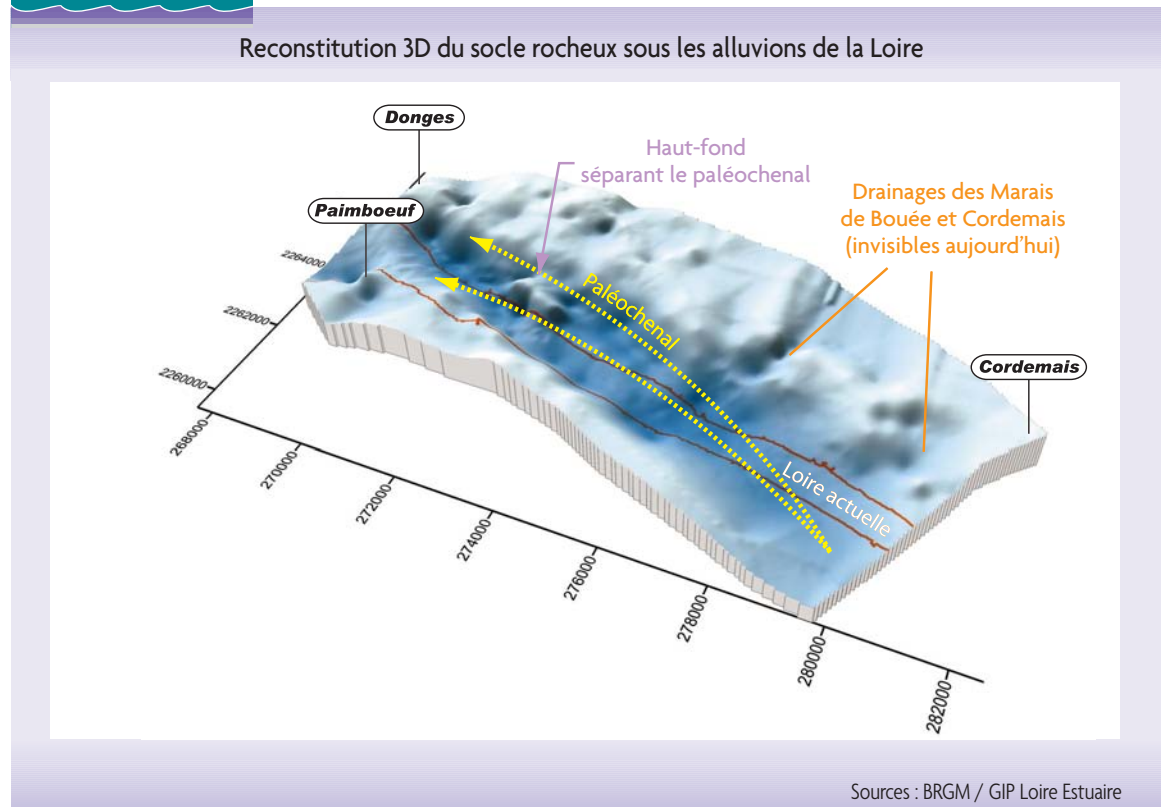 Reconstitution 3D du socle rocheux sous les alluvions de la Loire
Donges
Haut-fond
séparant le paléochenal
Paimboeuf
Drainages des Marais
de Bouée et Cordemais
(invisibles aujourd'hui)
Paléochenal
Cordemais
Loire actuelle
2264000
2262000
2260000
268000
270000
272000
274000
276000
278000
280000
282000
Sources : BRGM / GIP Loire Estuaire